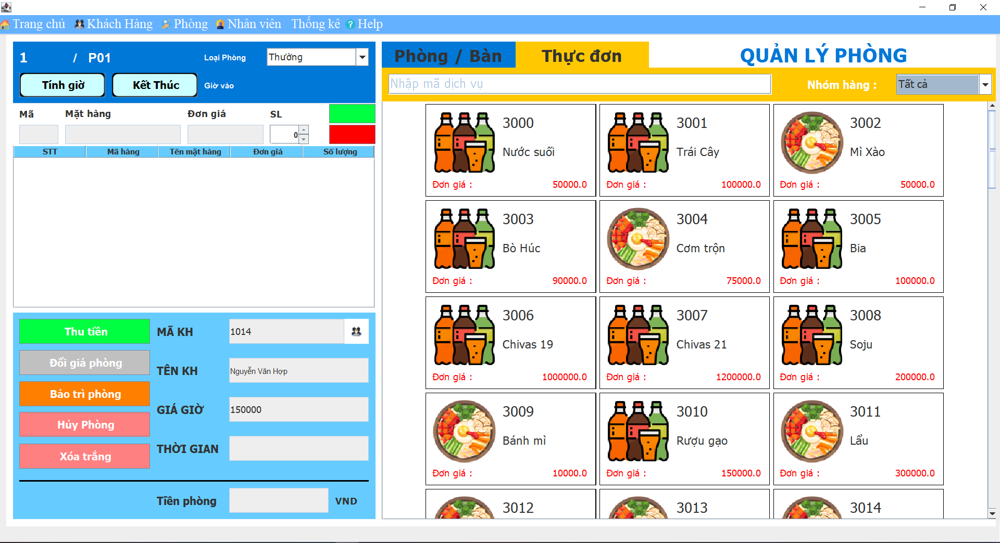 Trang chủ Khách Hàng Phòng Nhân viên Thống kê Help
1 / P01 Loại Phòng Thường
Tính giờ Kết Thúc Giờ vào
Mã Mặt hàng Đơn giá SL
0
STT Mã hàng Tên mặt hàng Đơn giá Số lượng
Thu tiền MÃ KH 1014
Đổi giá phòng TÊN KH Nguyễn Văn Hợp
Bảo trì phòng
GIÁ GIỜ 150000
Hủy Phòng
THỜI GIAN
Xóa trắng
Tiền phòng VND
Phòng / Bàn Thực đơn QUẢN LÝ PHÒNG
Nhập mã dịch vụ Nhóm hàng : Tất cả
3000 3001 3002
Nước suối Trái Cây Mì Xào
Đơn giá : 50000.0 Đơn giá : 100000.0 Đơn giá : 50000.0
3003 3004 3005
Bò Húc Cơm trộn Bia
Đơn giá : 90000.0 Đơn giá : 75000.0 Đơn giá : 100000.0
3006 3007 3008
Chivas 19 Chivas 21 Soju
Đơn giá : 1000000.0 Đơn giá : 1200000.0 Đơn giá : 200000.0
3009 3010 3011
Bánh mì Rượu gạo Lẩu
Đơn giá : 10000.0 Đơn giá : 150000.0 Đơn giá : 300000.0
3012 3013 3014